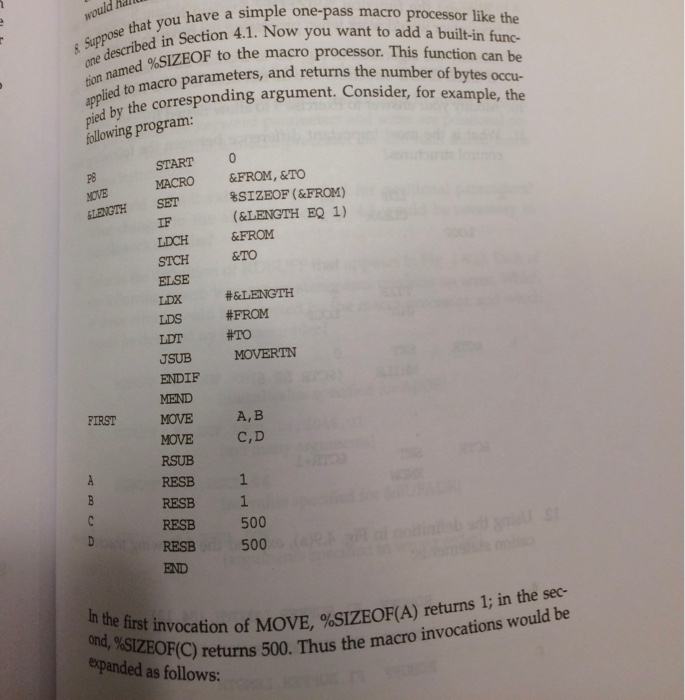 would
8. Suppose that you have a simple one-pass macro processor like the
one described in Section 4.1. Now you want to add a built-in func-
tion named %SIZEOF to the macro processor. This function can be
applied to macro parameters, and returns the number of bytes occu-
pied by the corresponding argument. Consider, for example, the
following program:
P8 START 0
MOVE MACRO &FROM,&TO
&LENGTH SET %SIZEOF(&FROM)
IF (&LENGTH EQ 1)
LDCH &FROM
STCH &TO
ELSE
LDX #&LENGTH
LDS #FROM
LDT #TO
JSUB MOVERTN
ENDIF
MEND
FIRST MOVE A,B
MOVE C,D
RSUB
A RESB 1
B RESB 1
C RESB 500
D RESB 500
END
In the first invocation of MOVE, %SIZEOF(A) returns 1; in the sec-
ond, %SIZEOF(C) returns 500. Thus the macro invocations would be
expanded as follows: